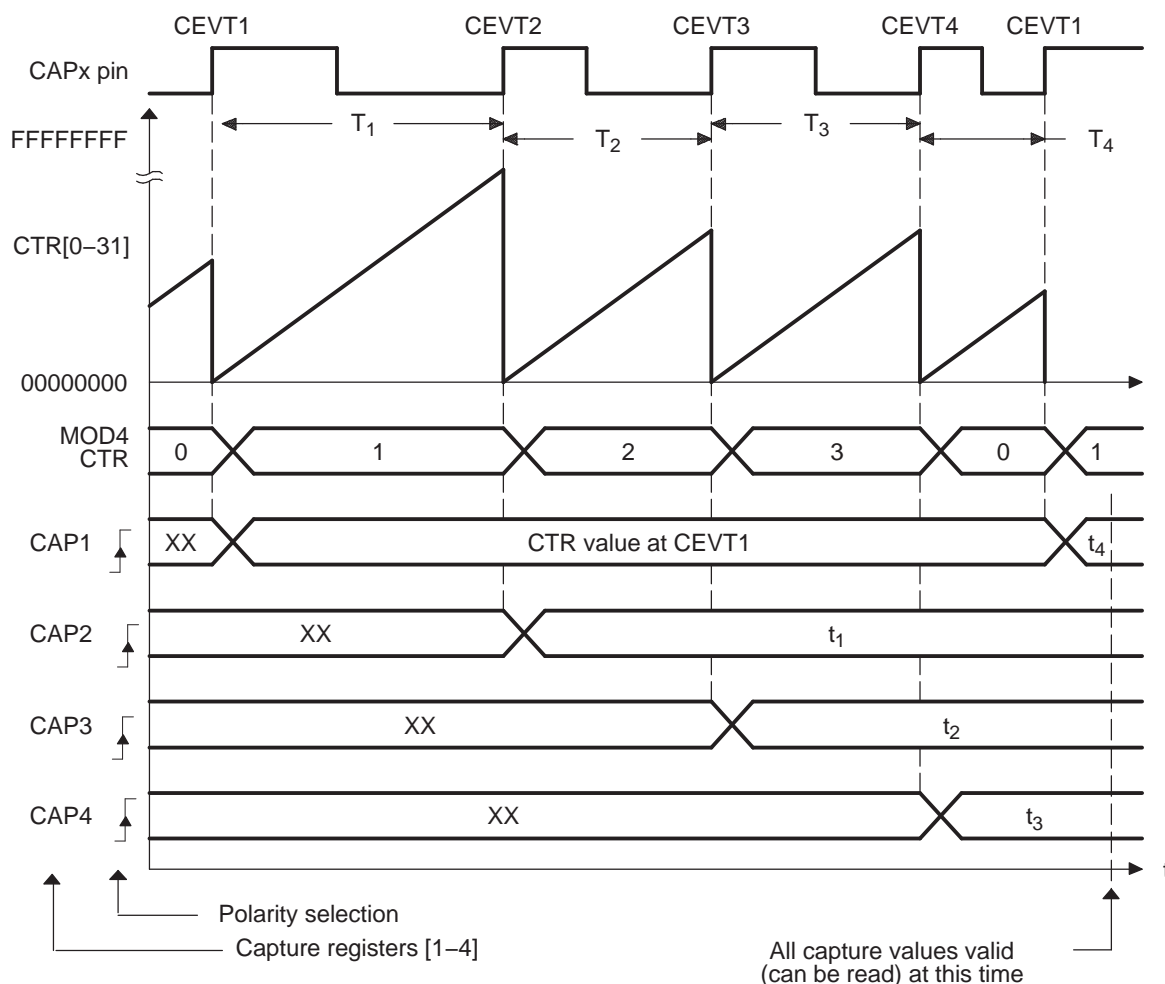 CEVT1 CEVT2 CEVT3 CEVT4 CEVT1
CAPx pin
T1 T2 T3 T4
FFFFFFFF
CTR[0−31]
00000000
MOD4
CTR
0 1 2 3 0 1
CAP1 XX CTR value at CEVT1 t4
CAP2 XX t1
CAP3 XX t2
CAP4 XX t3
t
Polarity selection
Capture registers [1−4]
All capture values valid
(can be read) at this time